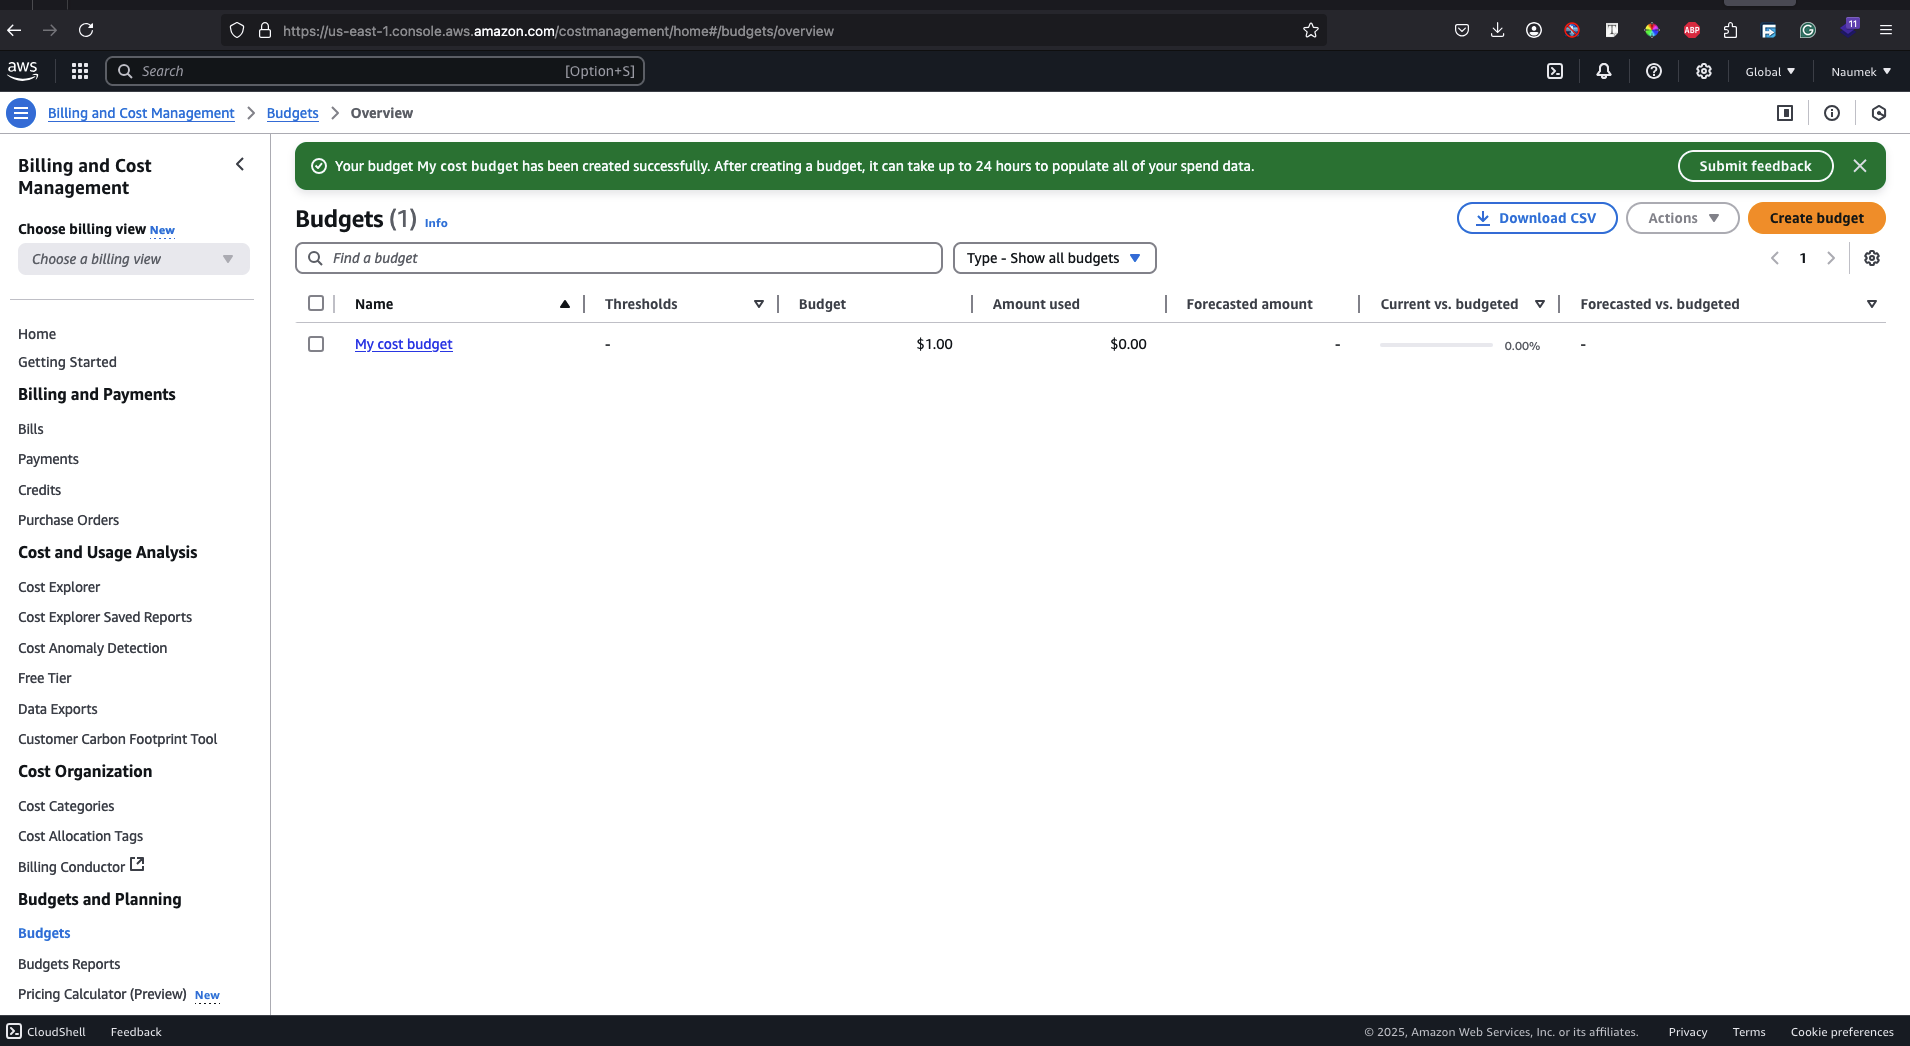 https://us-east-1.console.aws.amazon.com/costmanagement/home#/budgets/overview
ABP
11
aws
Search
[Option+S]
Global
Naumek
Billing and Cost Management
Budgets
Overview
Billing and Cost
Management
Choose billing view New
Choose a billing view
Home
Getting Started
Billing and Payments
Bills
Payments
Credits
Purchase Orders
Cost and Usage Analysis
Cost Explorer
Cost Explorer Saved Reports
Cost Anomaly Detection
Free Tier
Data Exports
Customer Carbon Footprint Tool
Cost Organization
Cost Categories
Cost Allocation Tags
Billing Conductor
Budgets and Planning
Budgets
Budgets Reports
Pricing Calculator (Preview) New
Your budget My cost budget has been created successfully. After creating a budget, it can take up to 24 hours to populate all of your spend data.
Submit feedback
Budgets (1) Info
Download CSV
Actions
Create budget
Find a budget
Type - Show all budgets
1
Name Thresholds Budget Amount used Forecasted amount Current vs. budgeted Forecasted vs. budgeted
My cost budget - $1.00 $0.00 - 0.00% -
CloudShell
Feedback
© 2025, Amazon Web Services, Inc. or its affiliates.
Privacy
Terms
Cookie preferences